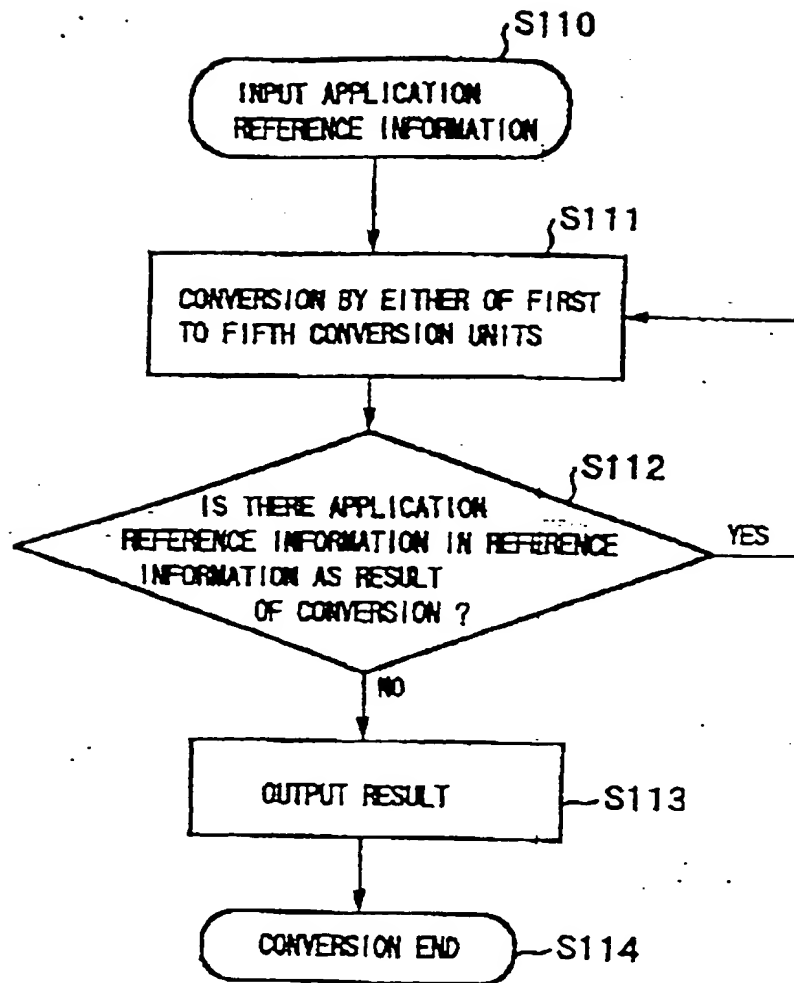 S110
INPUT APPLICATION
REFERENCE INFORMATION
S111
CONVERSION BY EITHER OF FIRST
TO FIFTH CONVERSION UNITS
S112
IS THERE APPLICATION
REFERENCE INFORMATION IN REFERENCE
INFORMATION AS RESULT
OF CONVERSION ?
YES
NO
OUTPUT RESULT
S113
CONVERSION END
S114